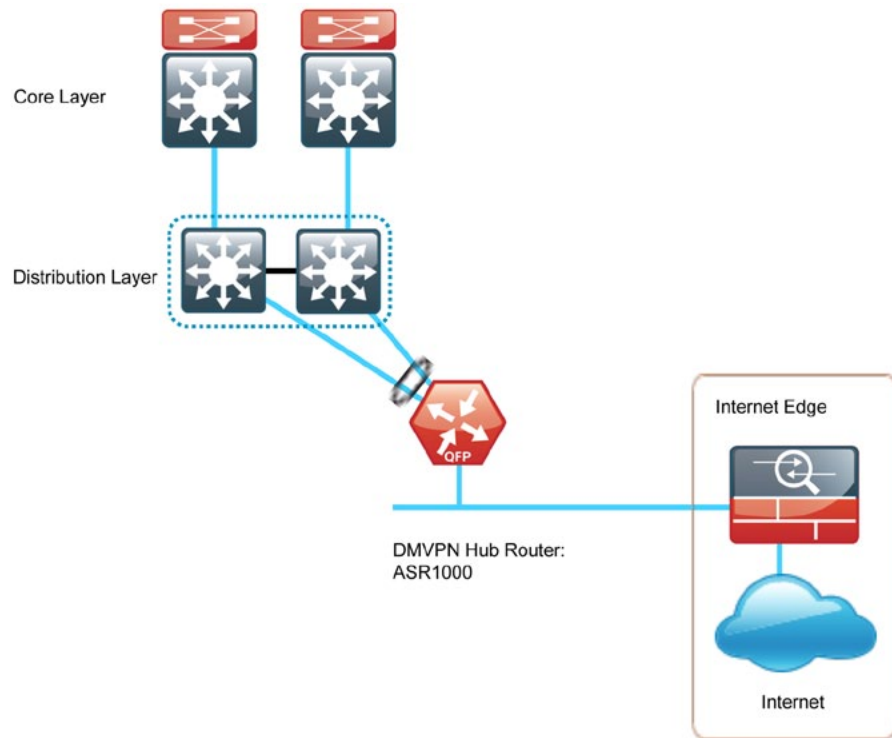 Core Layer
Distribution Layer
QFP
Internet Edge
DMVPN Hub Router:
ASR1000
Internet